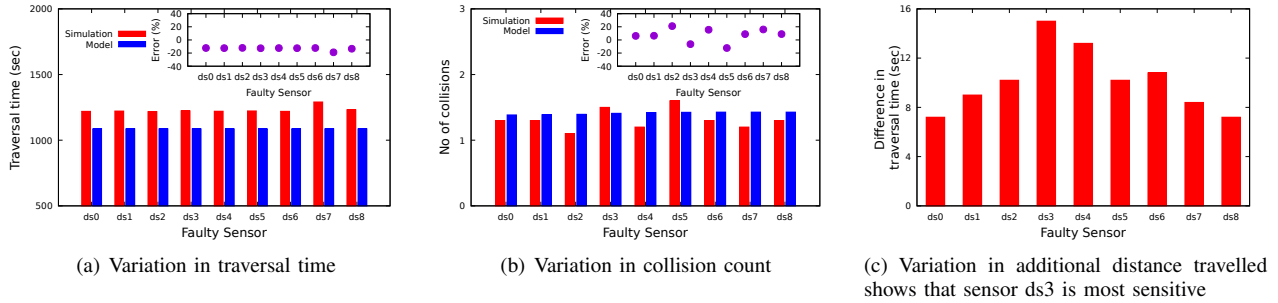 2000
1500
1000
500
Traversal time (sec)
Simulation
Model
40
20
0
-20
-40
Error (%)
ds0 ds1 ds2 ds3 ds4 ds5 ds6 ds7 ds8
Faulty Sensor
ds0 ds1 ds2 ds3 ds4 ds5 ds6 ds7 ds8
Faulty Sensor
(a) Variation in traversal time
3
2
1
0
No of collisions
Simulation
Model
40
20
0
-20
-40
Error (%)
ds0 ds1 ds2 ds3 ds4 ds5 ds6 ds7 ds8
Faulty Sensor
ds0 ds1 ds2 ds3 ds4 ds5 ds6 ds7 ds8
Faulty Sensor
(b) Variation in collision count
16
12
8
4
0
Difference in
traversal time (sec)
ds0 ds1 ds2 ds3 ds4 ds5 ds6 ds7 ds8
Faulty Sensor
(c) Variation in additional distance travelled
shows that sensor ds3 is most sensitive